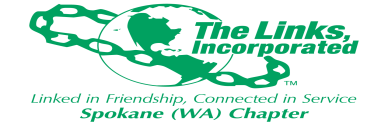 The Links,
Incorporated
TM
Linked in Friendship, Connected in Service
Spokane (WA) Chapter